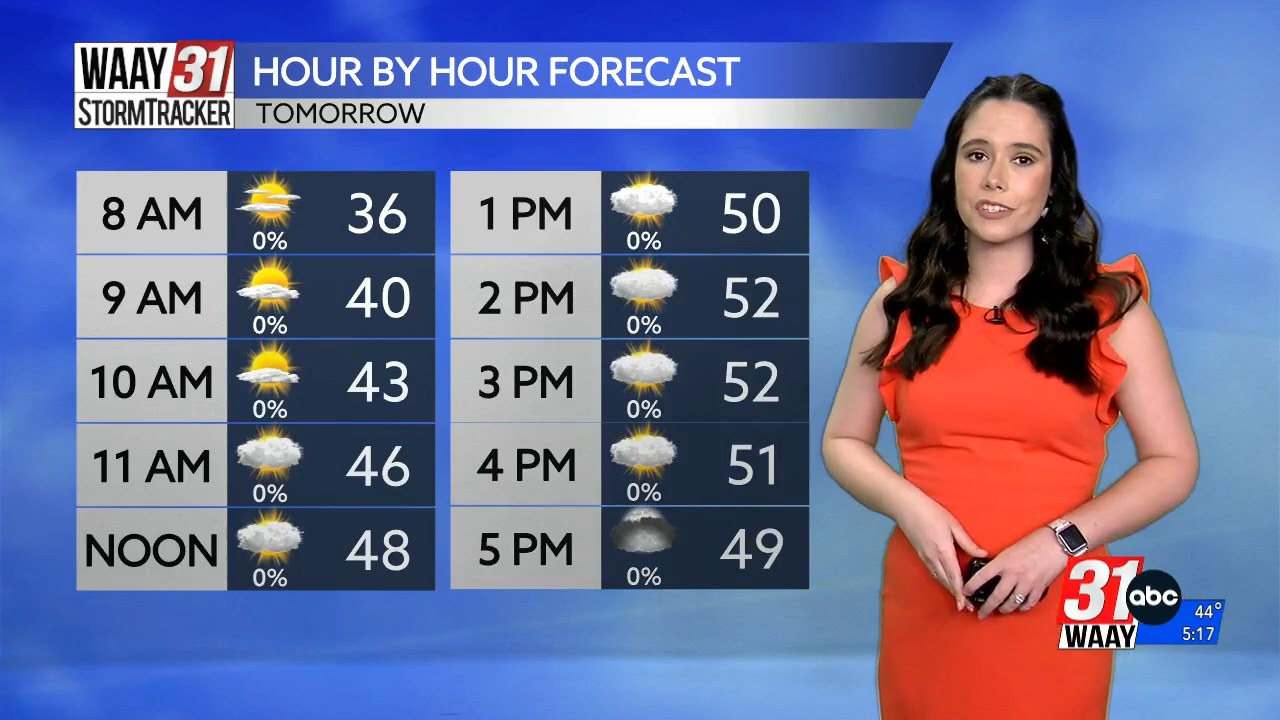 WAAY 31
STORMTRACKER
HOUR BY HOUR FORECAST
TOMORROW
8 AM 0% 36
9 AM 0% 40
10 AM 0% 43
11 AM 0% 46
NOON 0% 48
1 PM 0% 50
2 PM 0% 52
3 PM 0% 52
4 PM 0% 51
5 PM 0% 49
31
abc
WAAY
44°
5:17